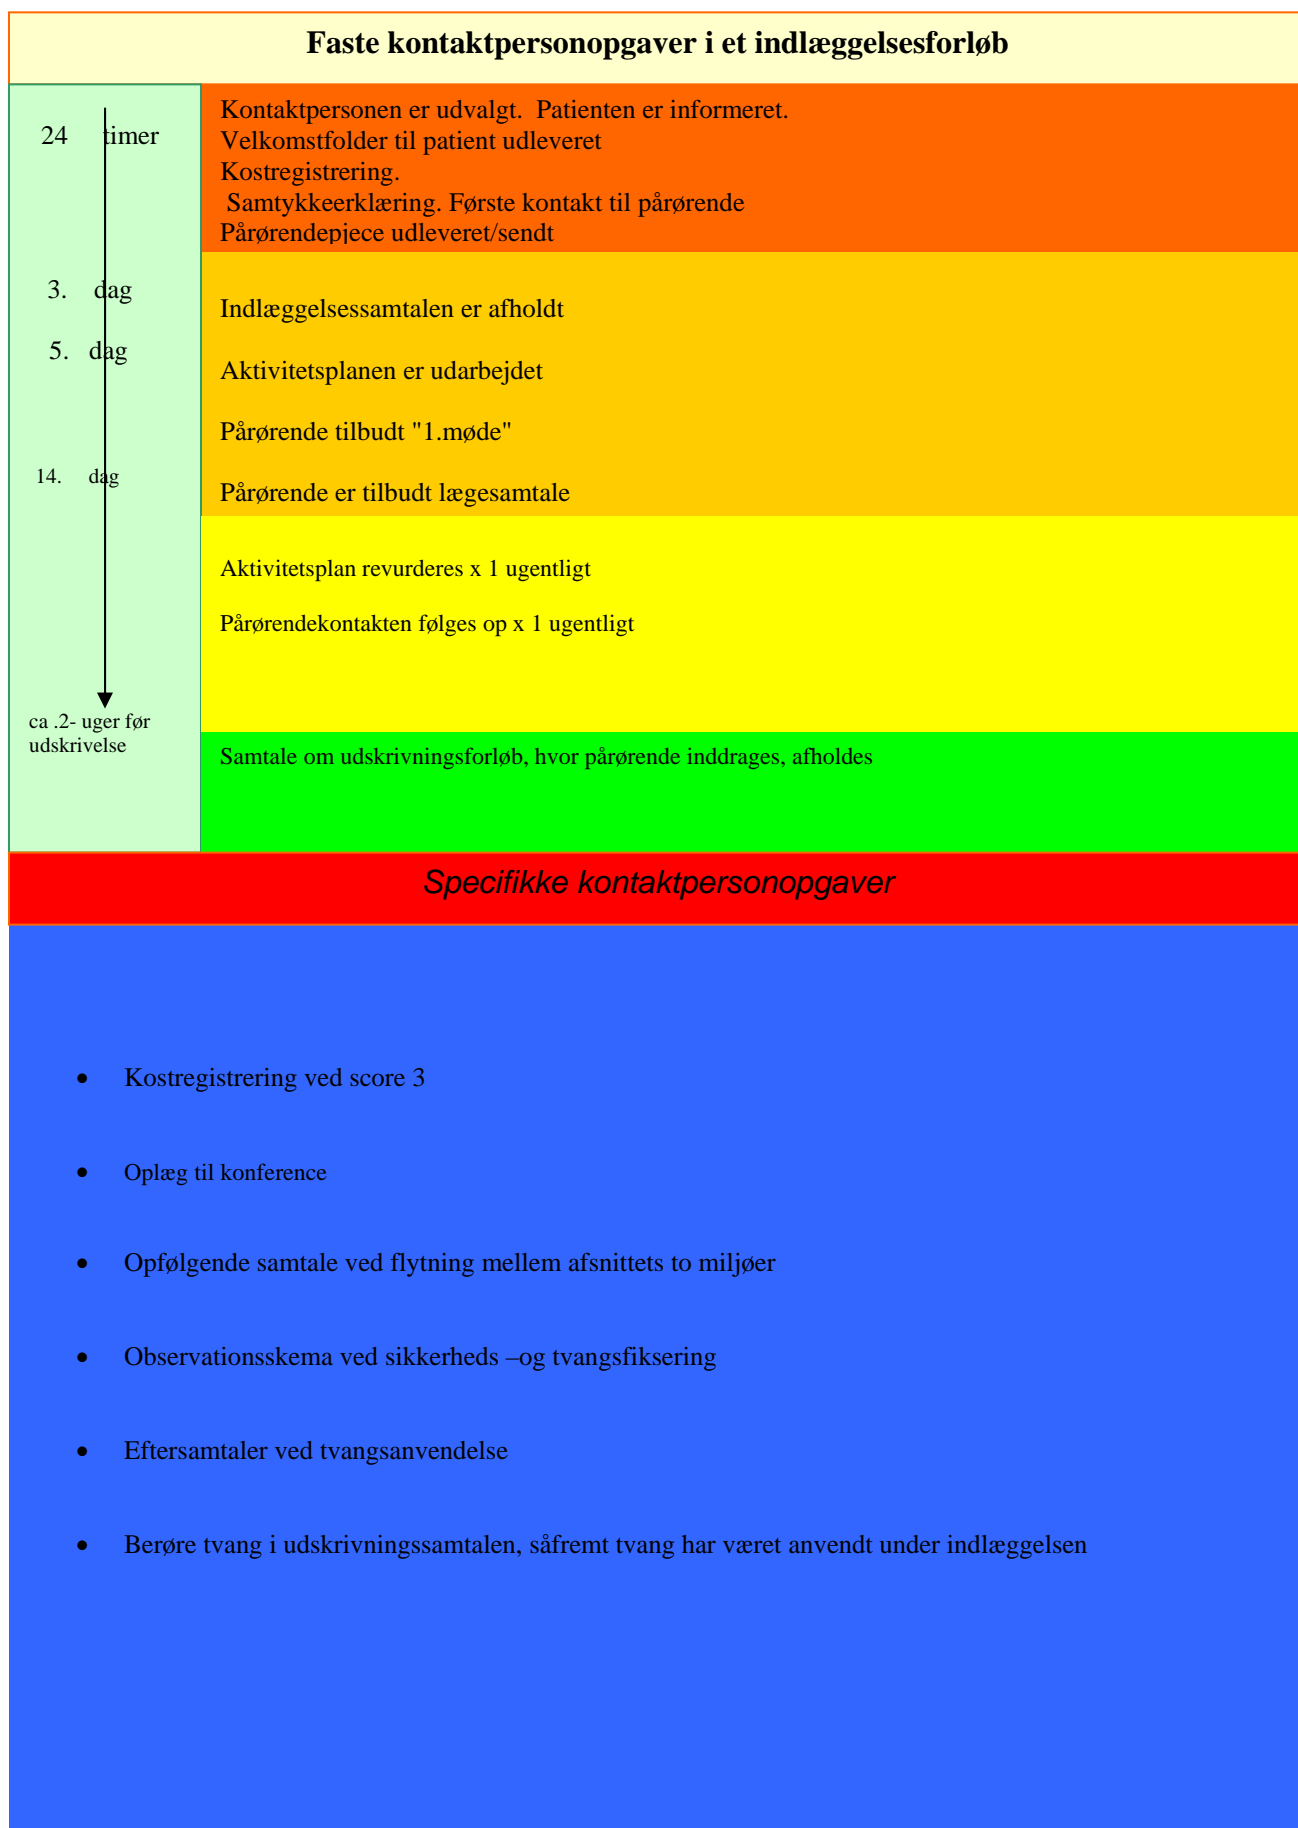 Faste kontaktpersonopgaver i et indlæggelsesforløb
24 timer
Kontaktpersonen er udvalgt. Patienten er informeret.
Velkomstfolder til patient udleveret
Kostregistrering.
Samtykkeerklæring. Første kontakt til pårørende
Pårørendepjece udleveret/sendt
3. dag
Indlæggelsessamtalen er afholdt
5. dag
Aktivitetsplanen er udarbejdet
Pårørende tilbudt "1.møde"
14. dag
Pårørende er tilbudt lægesamtale
Aktivitetsplan revurderes x 1 ugentligt
Pårørendekontakten følges op x 1 ugentligt
ca .2- uger før
udskrivelse
Samtale om udskrivningsforløb, hvor pårørende inddrages, afholdes
Specifikke kontaktpersonopgaver
• Kostregistrering ved score 3
• Oplæg til konference
• Opfølgende samtale ved flytning mellem afsnittets to miljøer
• Observationsskema ved sikkerheds –og tvangsfiksering
• Eftersamtaler ved tvangsanvendelse
• Berøre tvang i udskrivningssamtalen, såfremt tvang har været anvendt under indlæggelsen